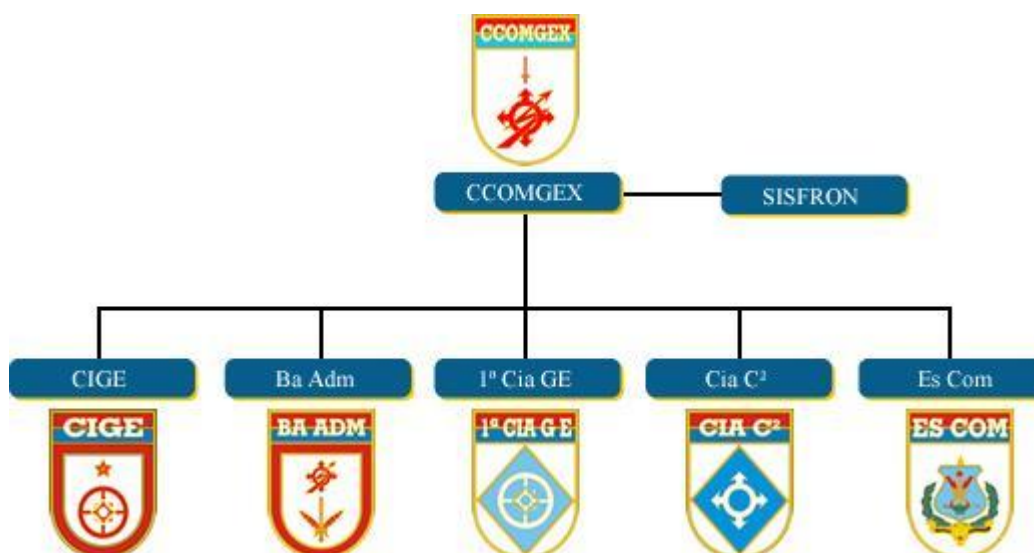 CCOMGEX
CCOMGEX
SISFRON
CIGE
Ba Adm
1ª Cia GE
Cia C²
Es Com
CIGE
BA ADM
1ª CIA G E
CIA C²
ES COM